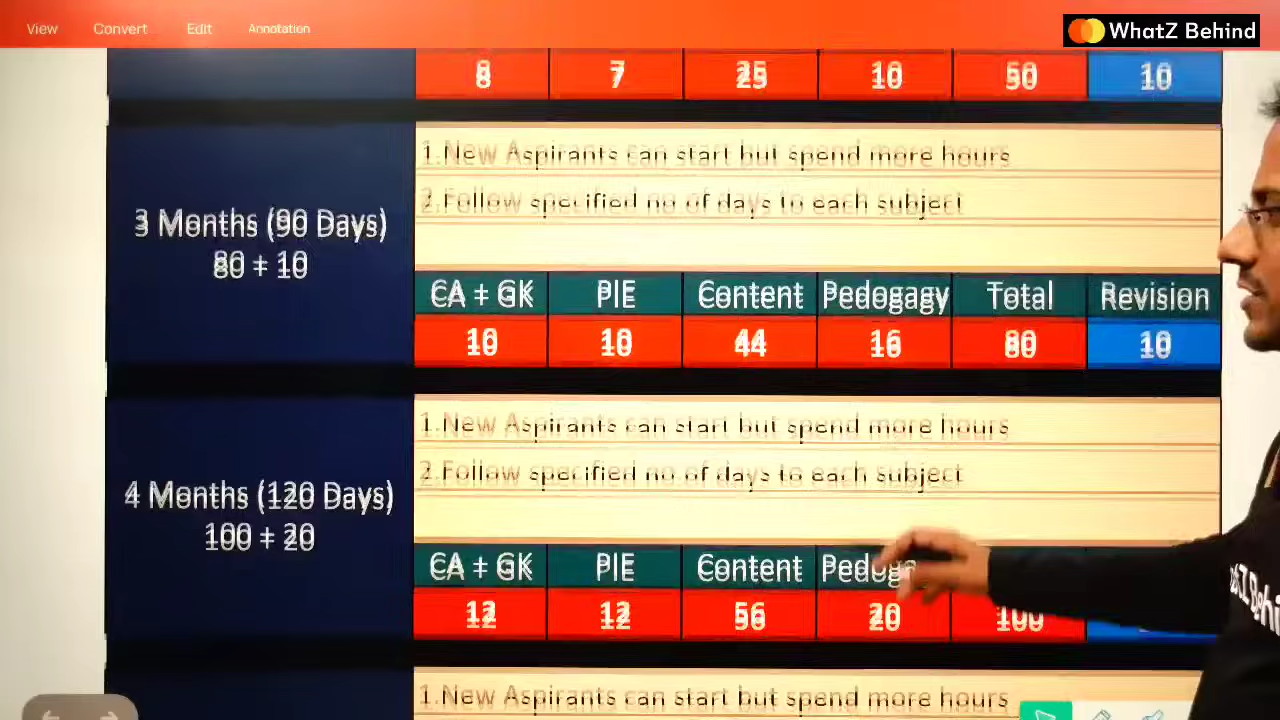 View Convert Edit Annotation
WhatZ Behind
8 7 25 10 50 10
3 Months (90 Days)
80 + 10
1.New Aspirants can start but spend more hours
2.Follow specified no of days to each subject
CA + GK PIE Content Pedogagy Total Revision
10 10 44 16 80 10
4 Months (120 Days)
100 + 20
1.New Aspirants can start but spend more hours
2.Follow specified no of days to each subject
CA + GK PIE Content
12 12 56 20 100
1.New Aspirants can start but spend more hours